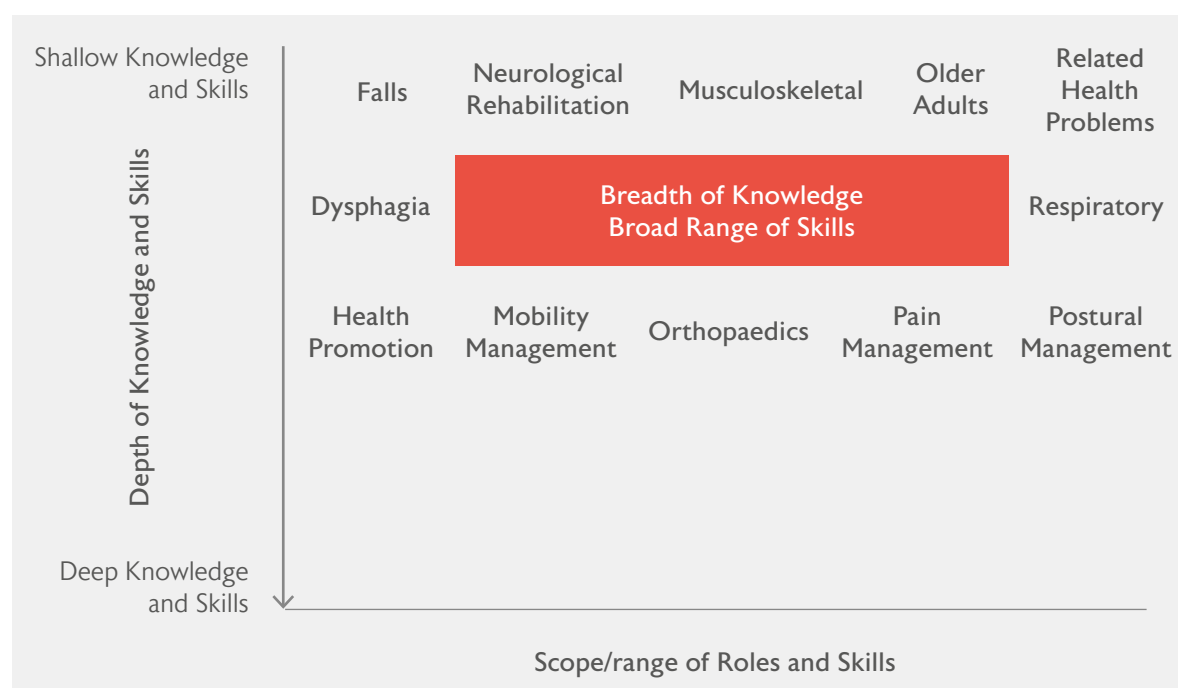 Shallow Knowledge
and Skills
Falls
Neurological
Rehabilitation
Musculoskeletal
Older
Adults
Related
Health
Problems
Depth of Knowledge and Skills
Dysphagia
Breadth of Knowledge
Broad Range of Skills
Respiratory
Health
Promotion
Mobility
Management
Orthopaedics
Pain
Management
Postural
Management
Deep Knowledge
and Skills
Scope/range of Roles and Skills